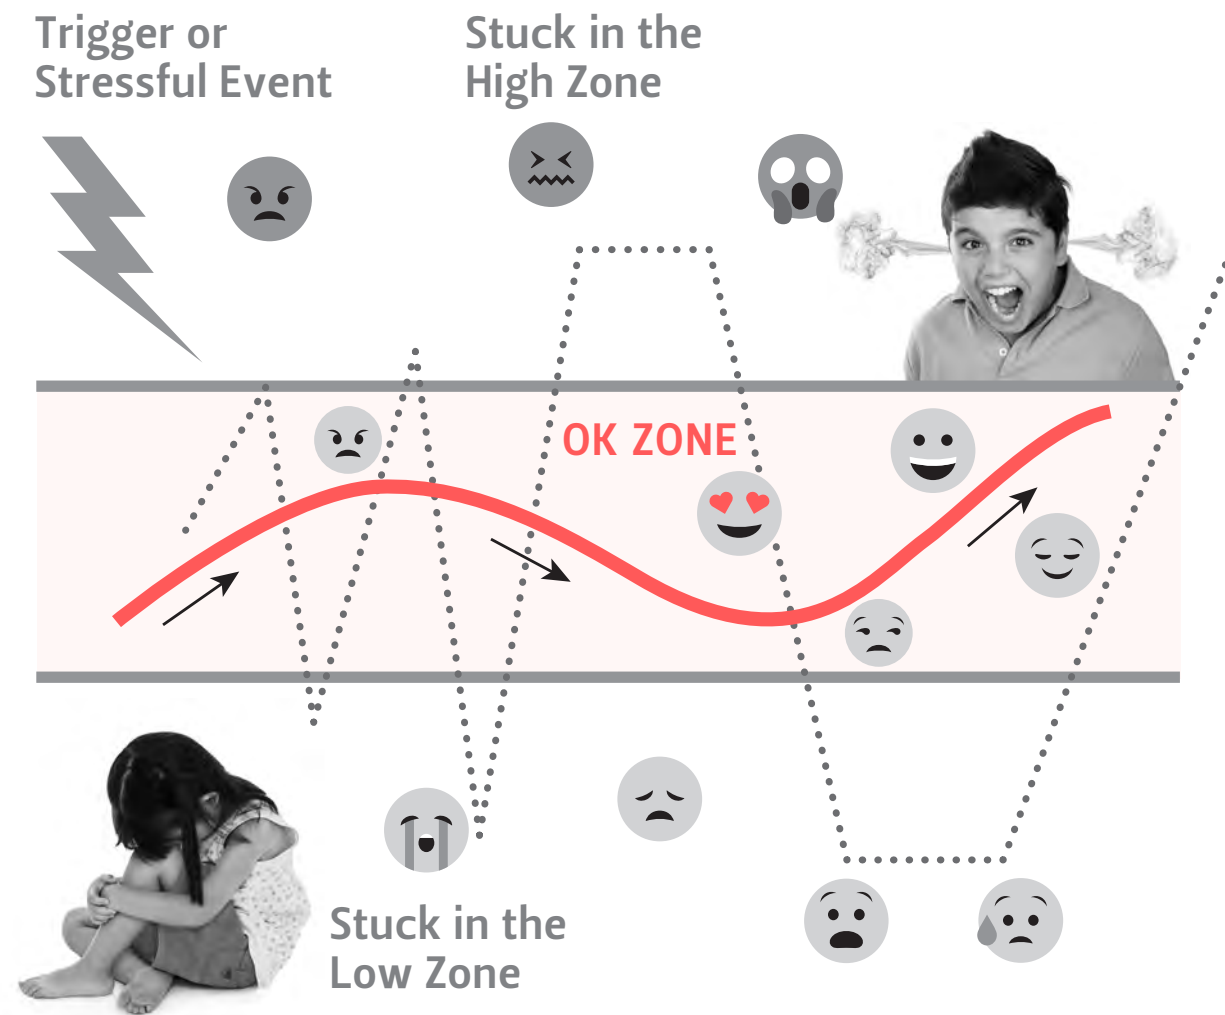 Trigger or
Stressful Event
Stuck in the
High Zone
OK ZONE
Stuck in the
Low Zone